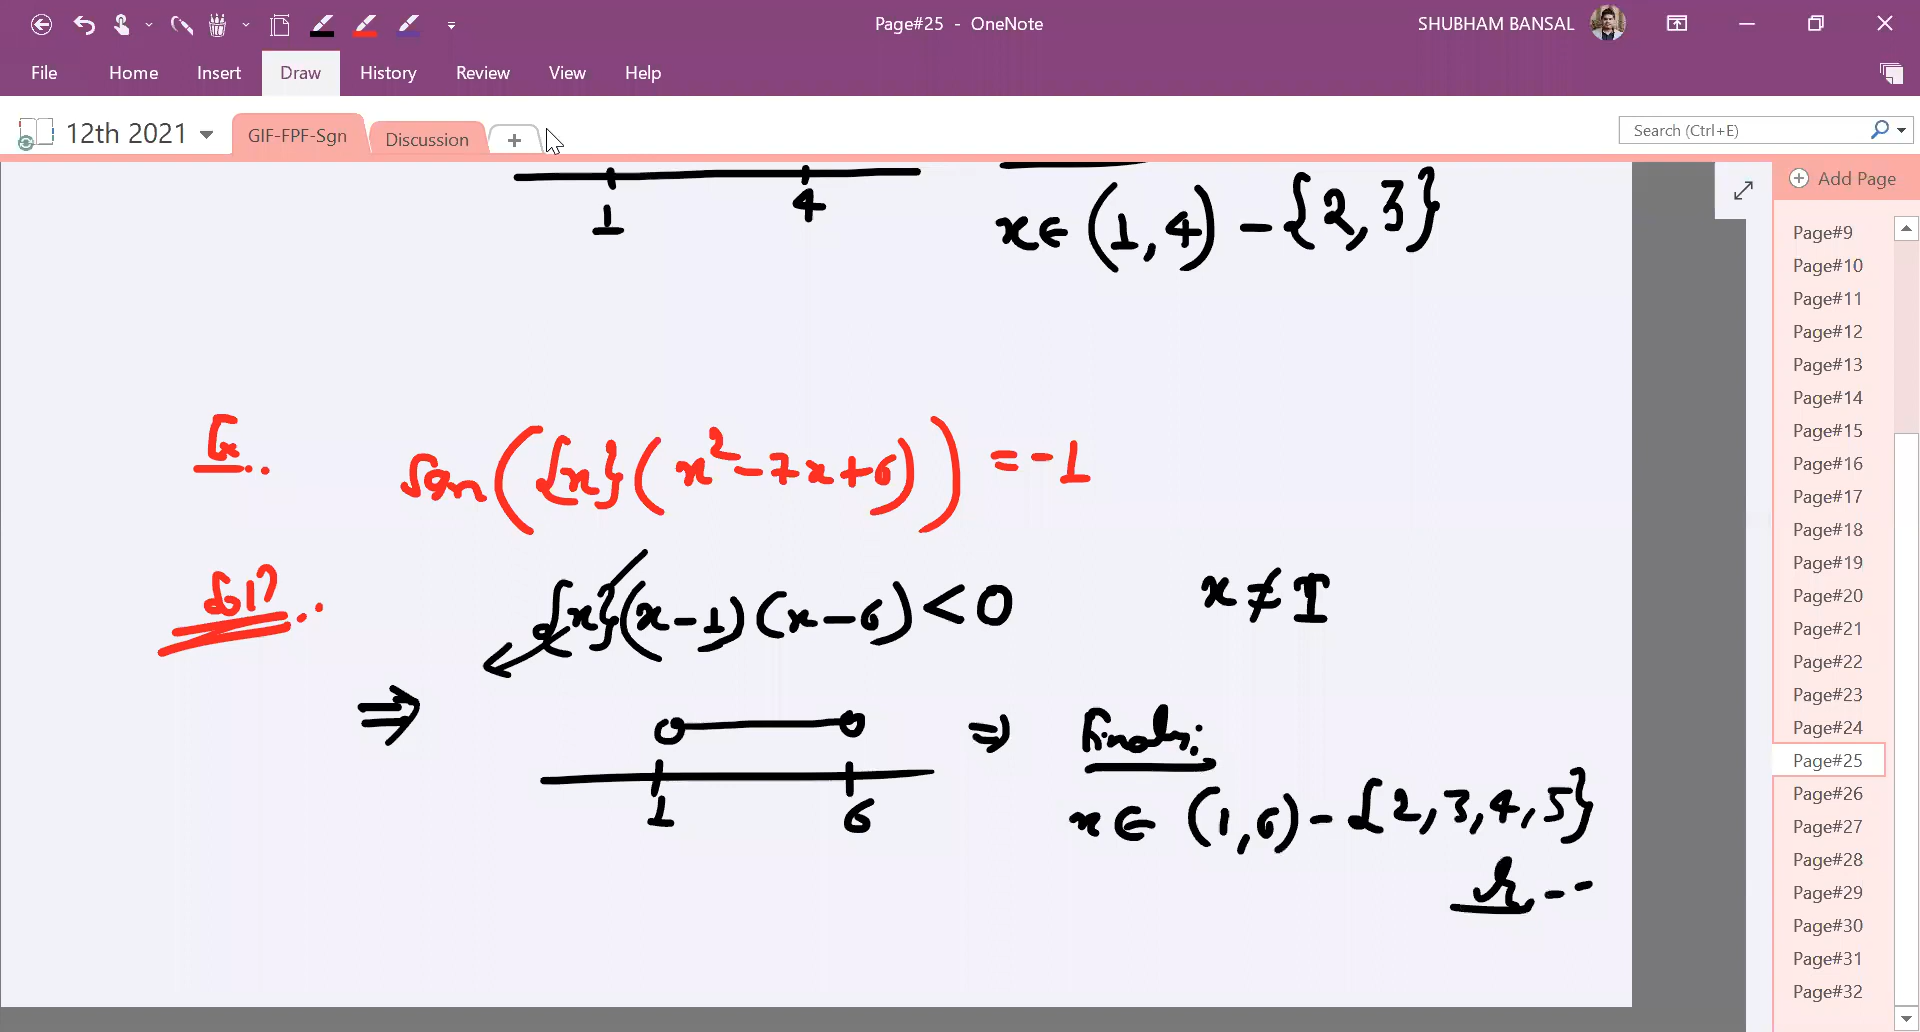 Page#25 - OneNote
SHUBHAM BANSAL
File Home Insert Draw History Review View Help
12th 2021
GIF-FPF-Sgn
Discussion
+
Search (Ctrl+E)
Add Page
Page#9
Page#10
Page#11
Page#12
Page#13
Page#14
Page#15
Page#16
Page#17
Page#18
Page#19
Page#20
Page#21
Page#22
Page#23
Page#24
Page#25
Page#26
Page#27
Page#28
Page#29
Page#30
Page#31
Page#32
1 4
x∈ (1,4) - {2,3}
Ex..
sgn({x}(x²-7x+6)) = -1
Solⁿ..
{x}(x-1)(x-6) < 0
x ≠ I
⇒
1 6
⇒ Finally:
x∈ (1,6) - {2,3,4,5}